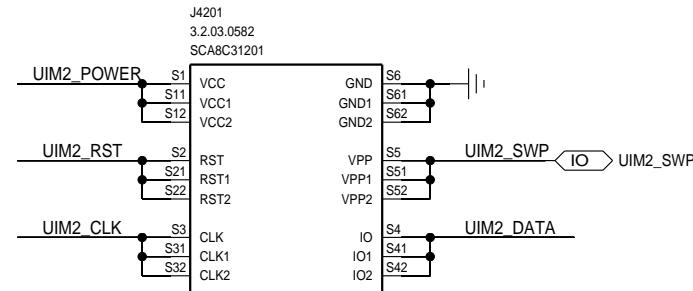 J4201
3.2.03.0582
SCA8C31201
UIM2_POWER S1 VCC GND S6
S11 VCC1 GND1 S61
S12 VCC2 GND2 S62
UIM2_RST S2 RST VPP S5 UIM2_SWP IO UIM2_SWP
S21 RST1 VPP1 S51
S22 RST2 VPP2 S52
UIM2_CLK S3 CLK IO S4 UIM2_DATA
S31 CLK1 IO1 S41
S32 CLK2 IO2 S42